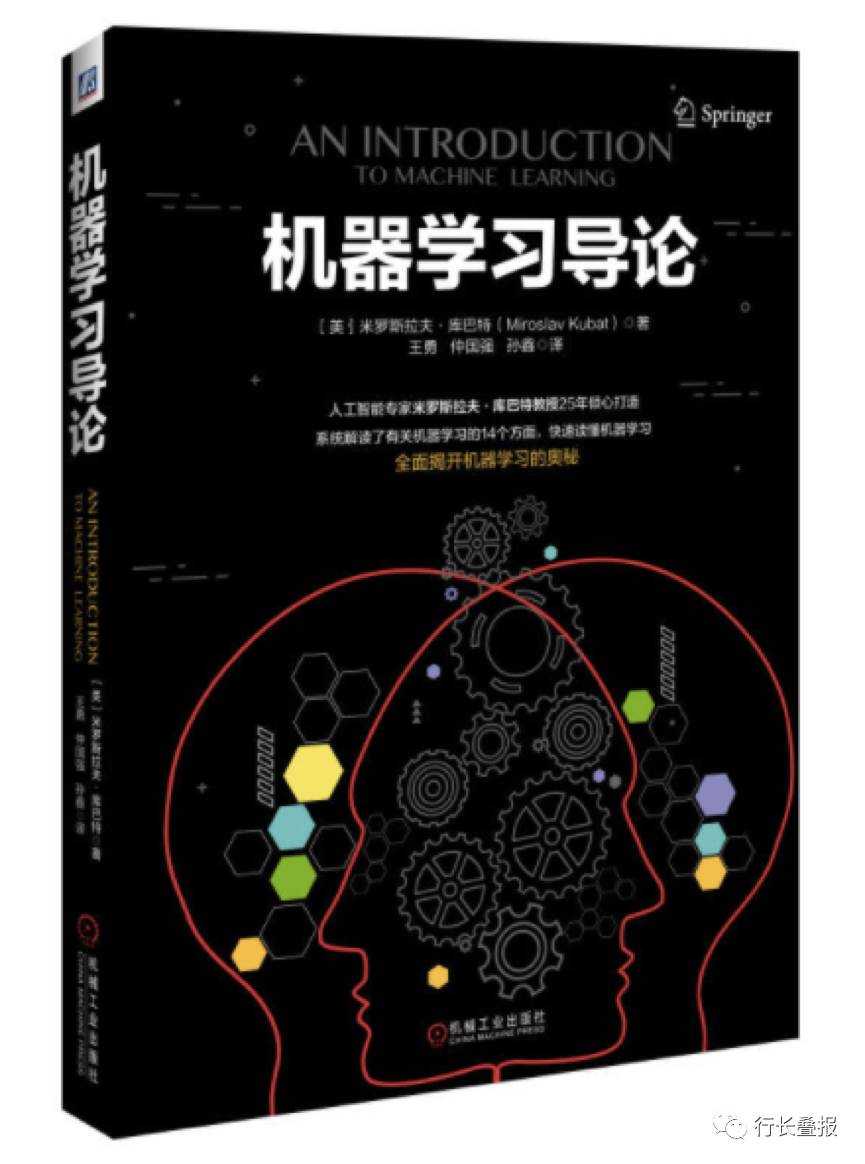 Springer
AN INTRODUCTION
TO MACHINE LEARNING
机器学习导论
[美] 米罗斯拉夫·库巴特(Miroslav Kubat)◎著
王勇 仲国强 孙鑫◎译
人工智能专家米罗斯拉夫·库巴特教授25年倾心打造
系统解读了有关机器学习的14个方面,快速读懂机器学习
全面揭开机器学习的奥秘
机械工业出版社
CHINA MACHINE PRESS
机器学习导论
AN INTRODUCTION
TO MACHINE LEARNING
[美] 米罗斯拉夫·库巴特 著
王勇 仲国强 孙鑫 译
机械工业出版社
CHINA MACHINE PRESS
行长叠报